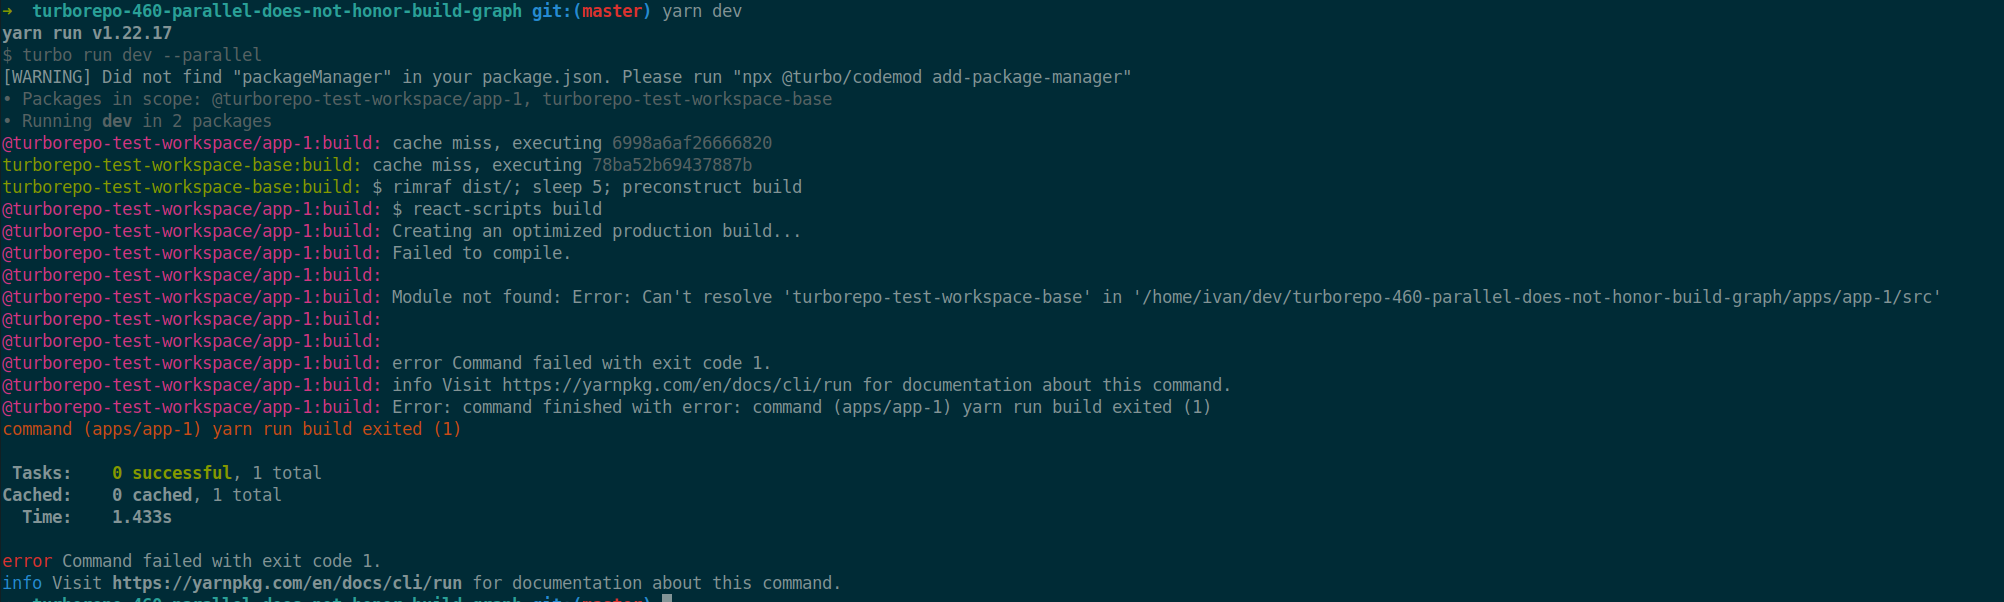 ➜  turborepo-460-parallel-does-not-honor-build-graph git:(master) yarn dev
yarn run v1.22.17
$ turbo run dev --parallel
[WARNING] Did not find "packageManager" in your package.json. Please run "npx @turbo/codemod add-package-manager"
• Packages in scope: @turborepo-test-workspace/app-1, turborepo-test-workspace-base
• Running dev in 2 packages
@turborepo-test-workspace/app-1:build: cache miss, executing 6998a6af26666820
turborepo-test-workspace-base:build: cache miss, executing 78ba52b69437887b
turborepo-test-workspace-base:build: $ rimraf dist/; sleep 5; preconstruct build
@turborepo-test-workspace/app-1:build: $ react-scripts build
@turborepo-test-workspace/app-1:build: Creating an optimized production build...
@turborepo-test-workspace/app-1:build: Failed to compile.
@turborepo-test-workspace/app-1:build:
@turborepo-test-workspace/app-1:build: Module not found: Error: Can't resolve 'turborepo-test-workspace-base' in '/home/ivan/dev/turborepo-460-parallel-does-not-honor-build-graph/apps/app-1/src'
@turborepo-test-workspace/app-1:build:
@turborepo-test-workspace/app-1:build:
@turborepo-test-workspace/app-1:build: error Command failed with exit code 1.
@turborepo-test-workspace/app-1:build: info Visit https://yarnpkg.com/en/docs/cli/run for documentation about this command.
@turborepo-test-workspace/app-1:build: Error: command finished with error: command (apps/app-1) yarn run build exited (1)
command (apps/app-1) yarn run build exited (1)
Tasks:    0 successful, 1 total
Cached:    0 cached, 1 total
Time:    1.433s
error Command failed with exit code 1.
info Visit https://yarnpkg.com/en/docs/cli/run for documentation about this command.
turborepo-460-parallel-does-not-honor-build-graph git:(master)